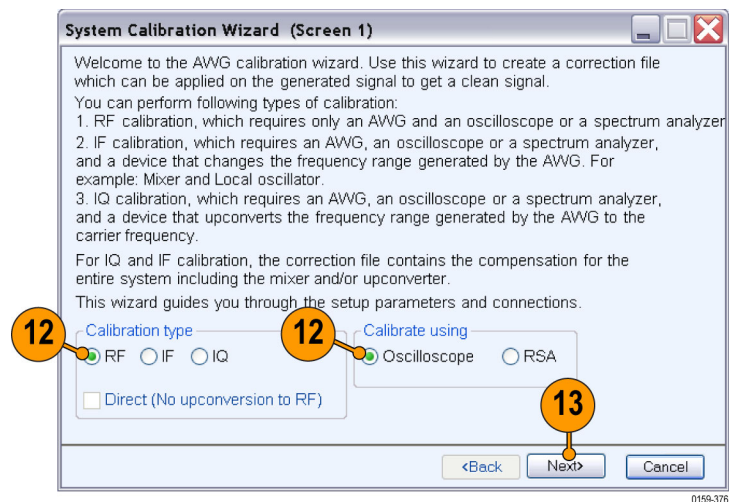 System Calibration Wizard (Screen 1)
Welcome to the AWG calibration wizard. Use this wizard to create a correction file
which can be applied on the generated signal to get a clean signal.
You can perform following types of calibration:
1. RF calibration, which requires only an AWG and an oscilloscope or a spectrum analyzer
2. IF calibration, which requires an AWG, an oscilloscope or a spectrum analyzer,
and a device that changes the frequency range generated by the AWG. For
example: Mixer and Local oscillator.
3. IQ calibration, which requires an AWG, an oscilloscope or a spectrum analyzer,
and a device that upconverts the frequency range generated by the AWG to the
carrier frequency.
For IQ and IF calibration, the correction file contains the compensation for the
entire system including the mixer and/or upconverter.
This wizard guides you through the setup parameters and connections.
12 Calibration type 12 Calibrate using
RF IF IQ Oscilloscope RSA
Direct (No upconversion to RF)
13
<Back Next> Cancel
0159-376